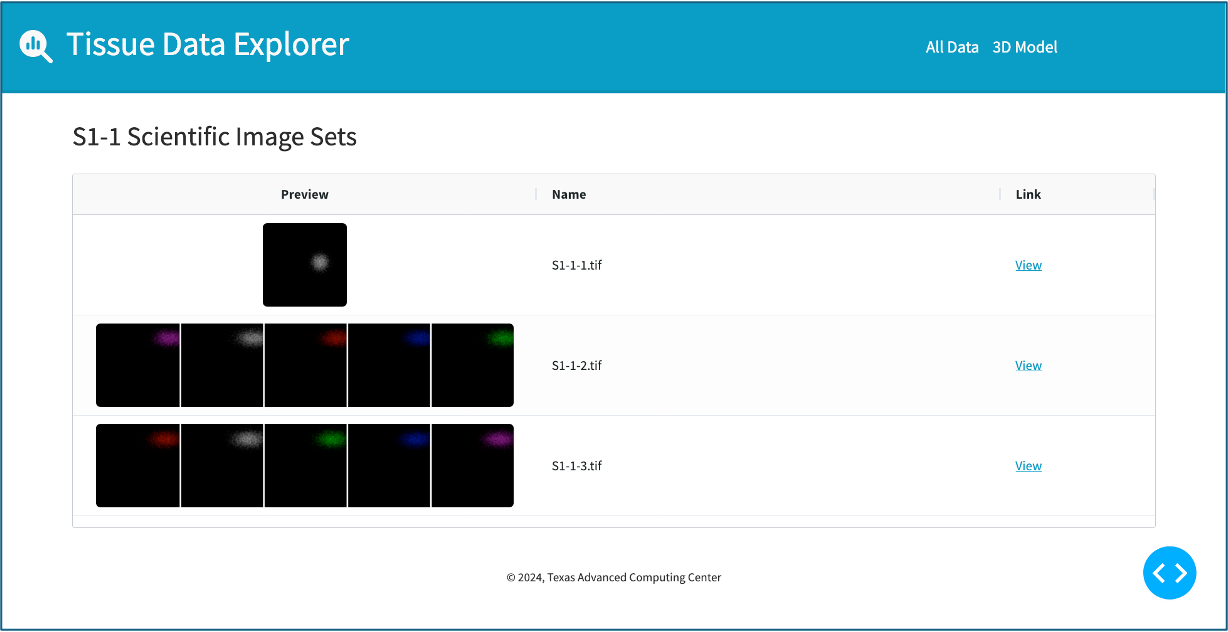 Tissue Data Explorer
All Data 3D Model
S1-1 Scientific Image Sets
Preview Name Link
S1-1-1.tif View
S1-1-2.tif View
S1-1-3.tif View
© 2024, Texas Advanced Computing Center